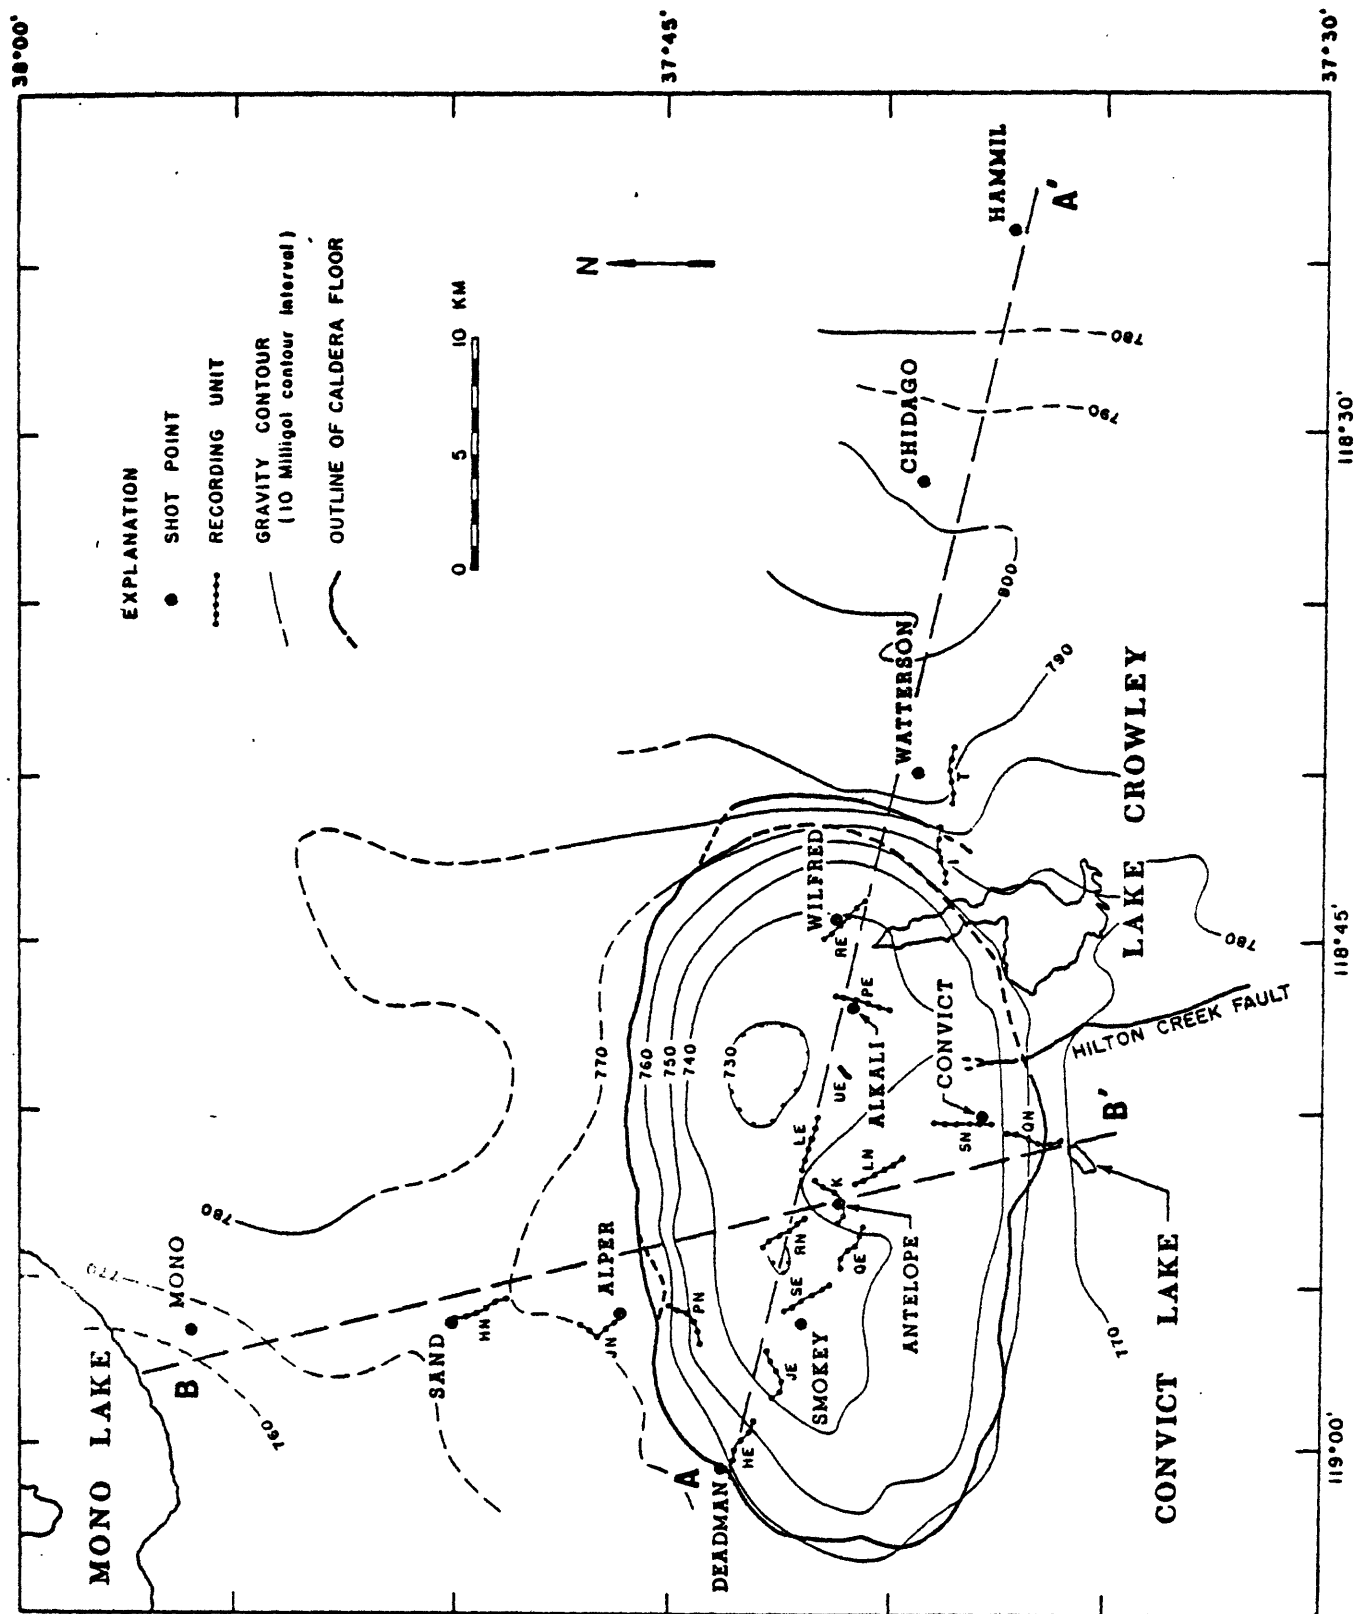 38°00'
37°45'
37°30'
EXPLANATION
SHOT POINT
RECORDING UNIT
GRAVITY CONTOUR
(10 Milligal contour Interval)
OUTLINE OF CALDERA FLOOR
0 5 10 KM
N
MONO LAKE
B
MONO
770
760
780
SAND
HN
JN
ALPER
770
760
750
740
730
PN
A
DEADMAN
HE
JE
SMOKEY
SE
RN
QE
K
LN
LE
UE
ANTELOPE
ALKALI
PE
WILFRED
RE
CONVICT
SN
QN
B'
I
T
WATTERSON
790
800
CHIDAGO
790
780
HAMMIL
A'
LAKE CROWLEY
780
HILTON CREEK FAULT
770
CONVICT LAKE
119°00'
118°45'
118°30'